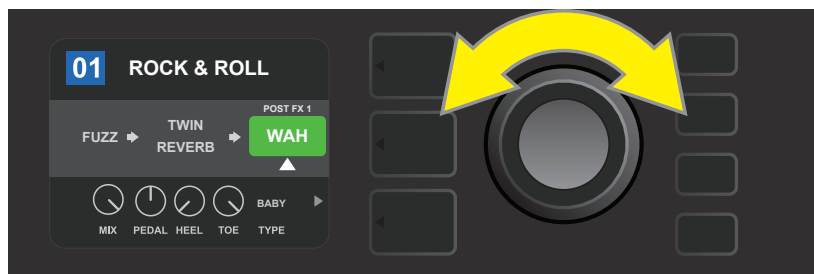 01 ROCK & ROLL
POST FX 1
FUZZ TWIN REVERB WAH
BABY
MIX PEDAL HEEL TOE TYPE